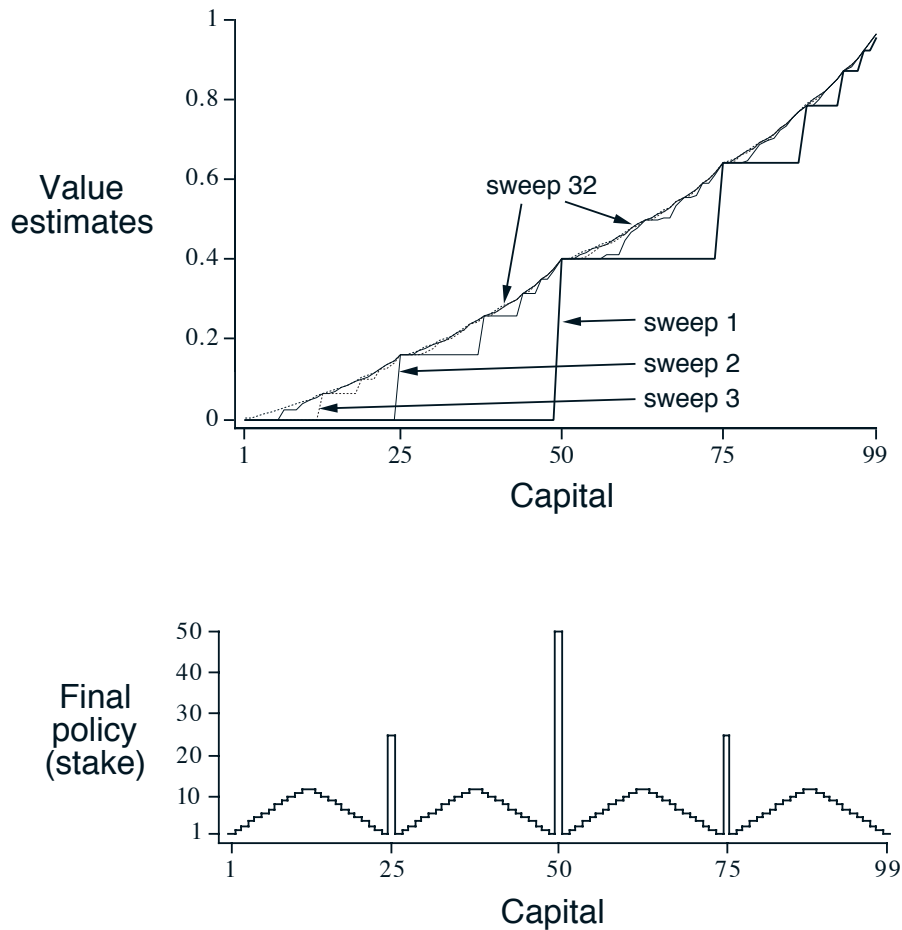 1
0.8
0.6
0.4
0.2
0
Value
estimates
sweep 32
sweep 1
sweep 2
sweep 3
1 25 50 75 99
Capital
50
40
30
20
10
1
Final
policy
(stake)
1 25 50 75 99
Capital